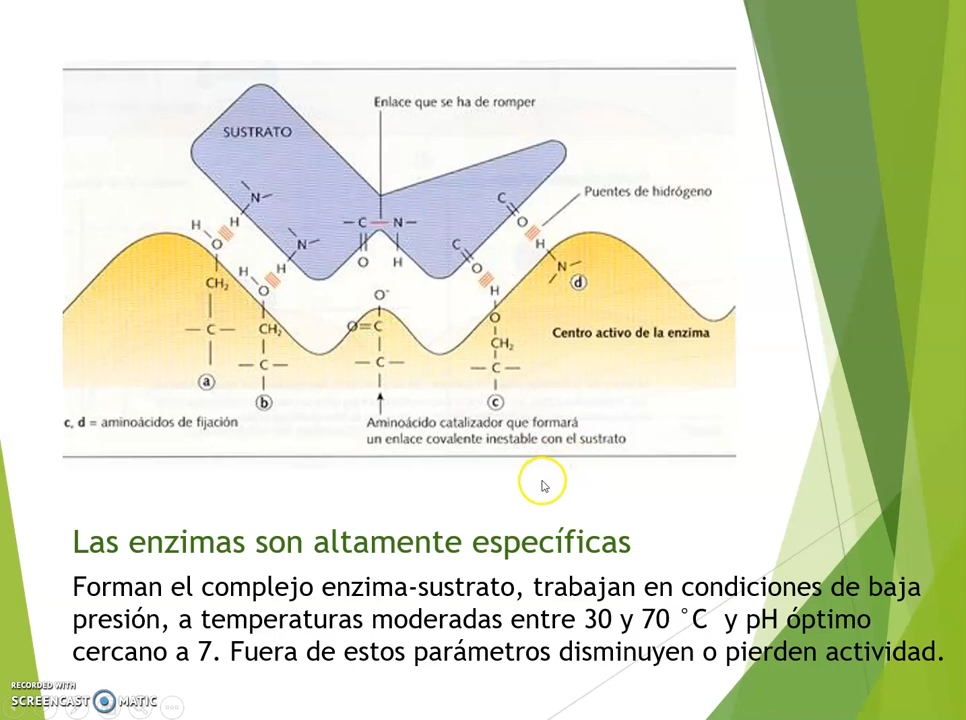 Enlace que se ha de romper
SUSTRATO
Puentes de hidrógeno
N
H H
O
C
O
— C — N —
O H
N
H H
O
C
O
H
N
d
H
O
CH₂
— C —
a
CH₂
— C —
b
O⁻
O=C
— C —
O
CH₂
— C —
c
Centro activo de la enzima
c, d = aminoácidos de fijación
Aminoácido catalizador que formará
un enlace covalente inestable con el sustrato
Las enzimas son altamente específicas
Forman el complejo enzima-sustrato, trabajan en condiciones de baja
presión, a temperaturas moderadas entre 30 y 70 °C y pH óptimo
cercano a 7. Fuera de estos parámetros disminuyen o pierden actividad.
RECORDED WITH
SCREENCAST MATIC